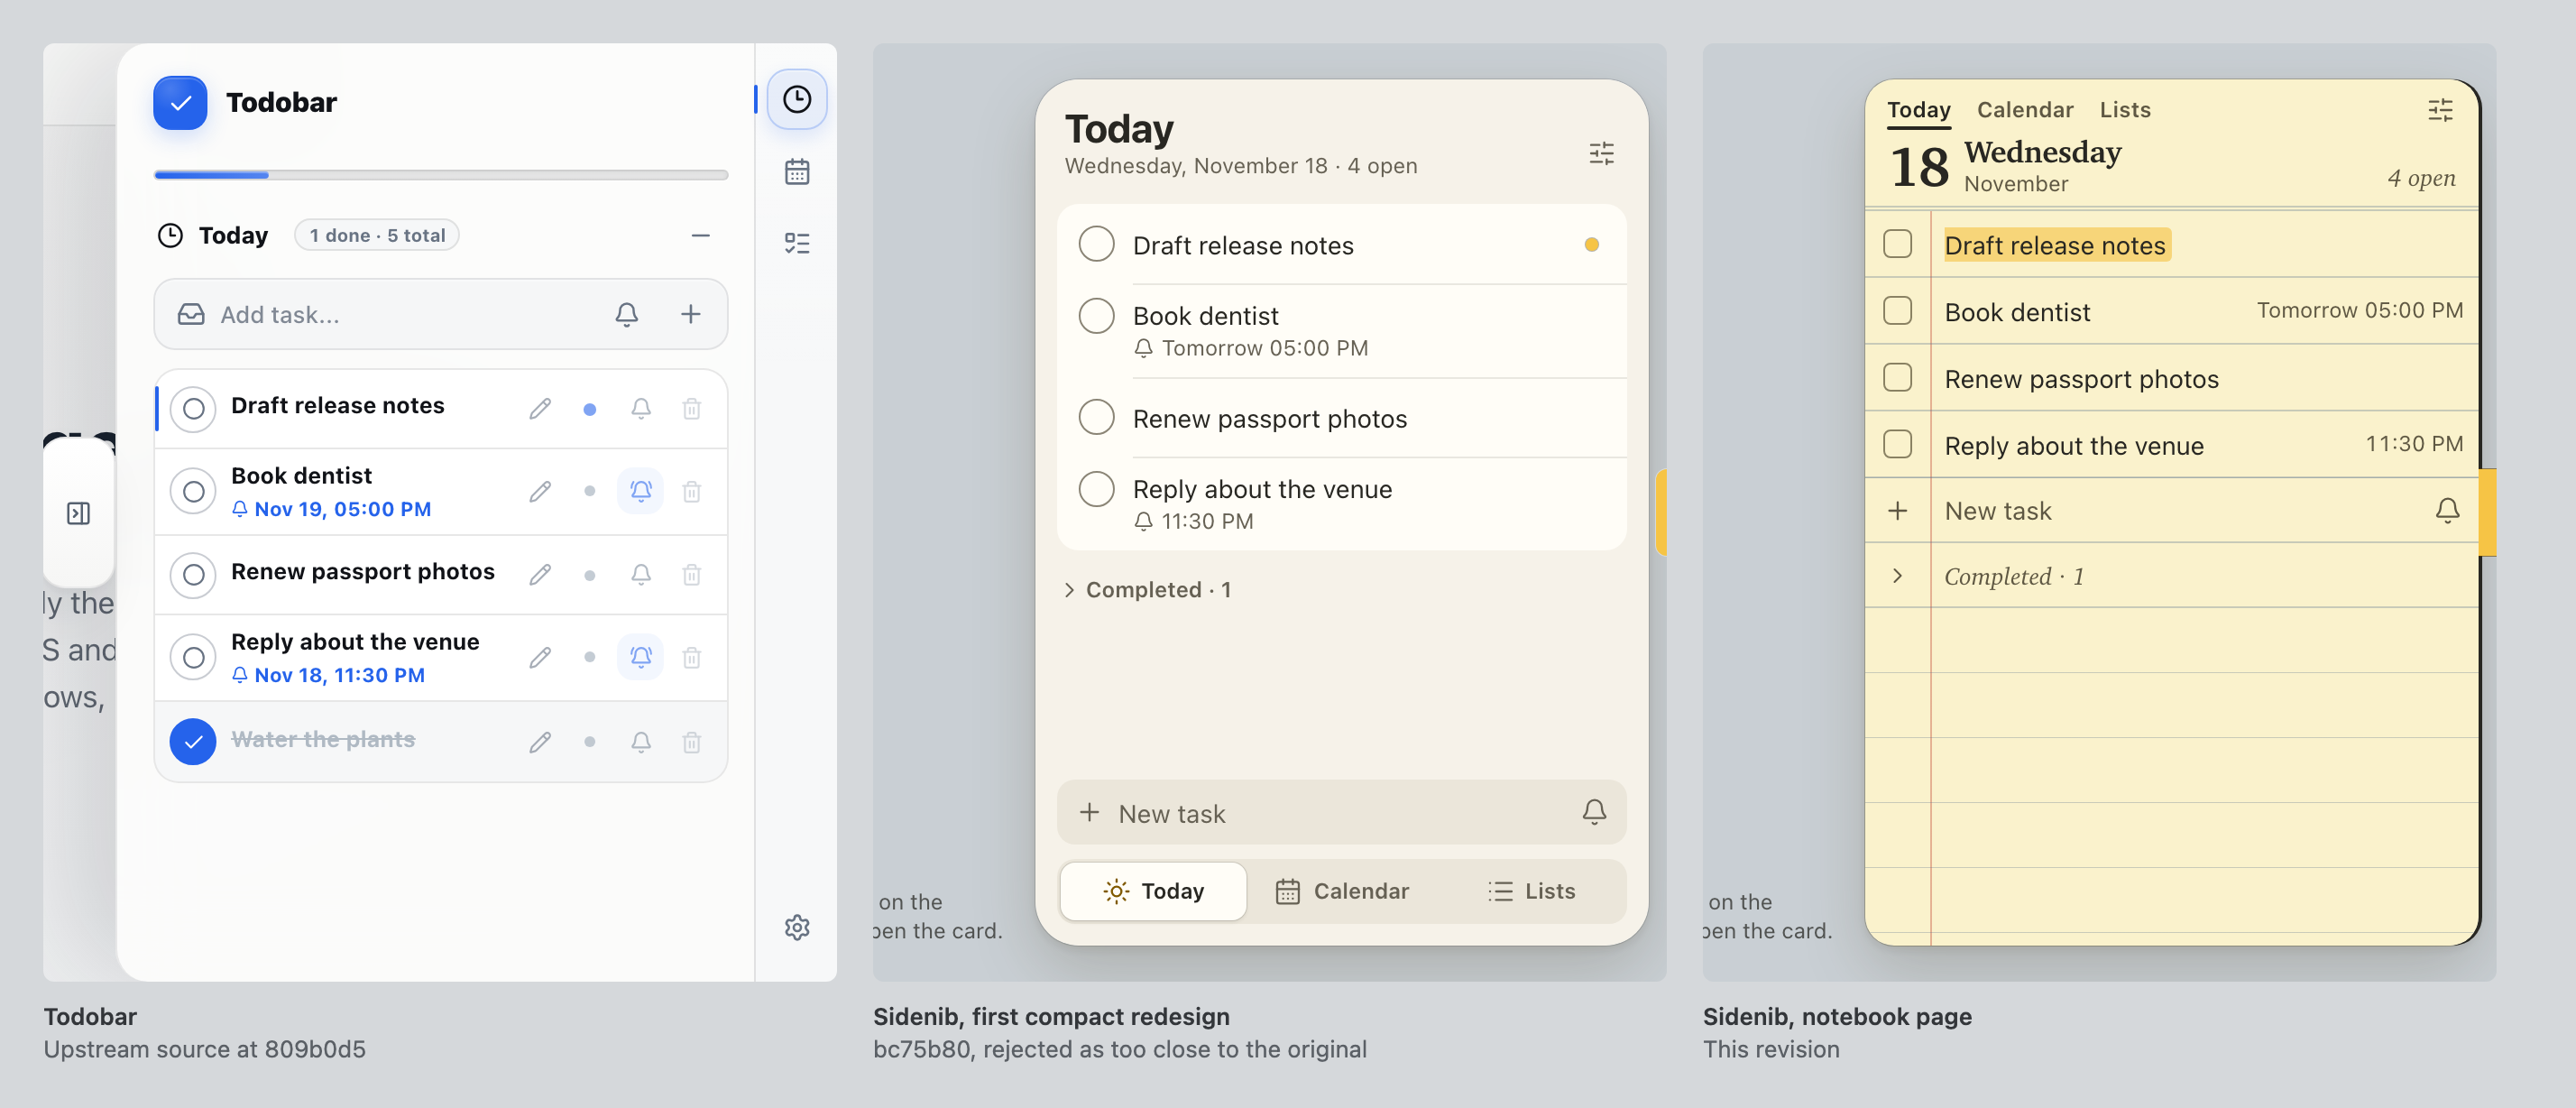 Todobar
Today
1 done · 5 total
Add task...
Draft release notes
Book dentist
Nov 19, 05:00 PM
Renew passport photos
Reply about the venue
Nov 18, 11:30 PM
Water the plants
ly the
S and
ows,
Todobar
Upstream source at 809b0d5
Today
Wednesday, November 18 · 4 open
Draft release notes
Book dentist
Tomorrow 05:00 PM
Renew passport photos
Reply about the venue
11:30 PM
Completed · 1
New task
Today Calendar Lists
on the
pen the card.
Sidenib, first compact redesign
bc75b80, rejected as too close to the original
Today Calendar Lists
18 Wednesday
November
4 open
Draft release notes
Book dentist Tomorrow 05:00 PM
Renew passport photos
Reply about the venue 11:30 PM
New task
Completed · 1
on the
pen the card.
Sidenib, notebook page
This revision